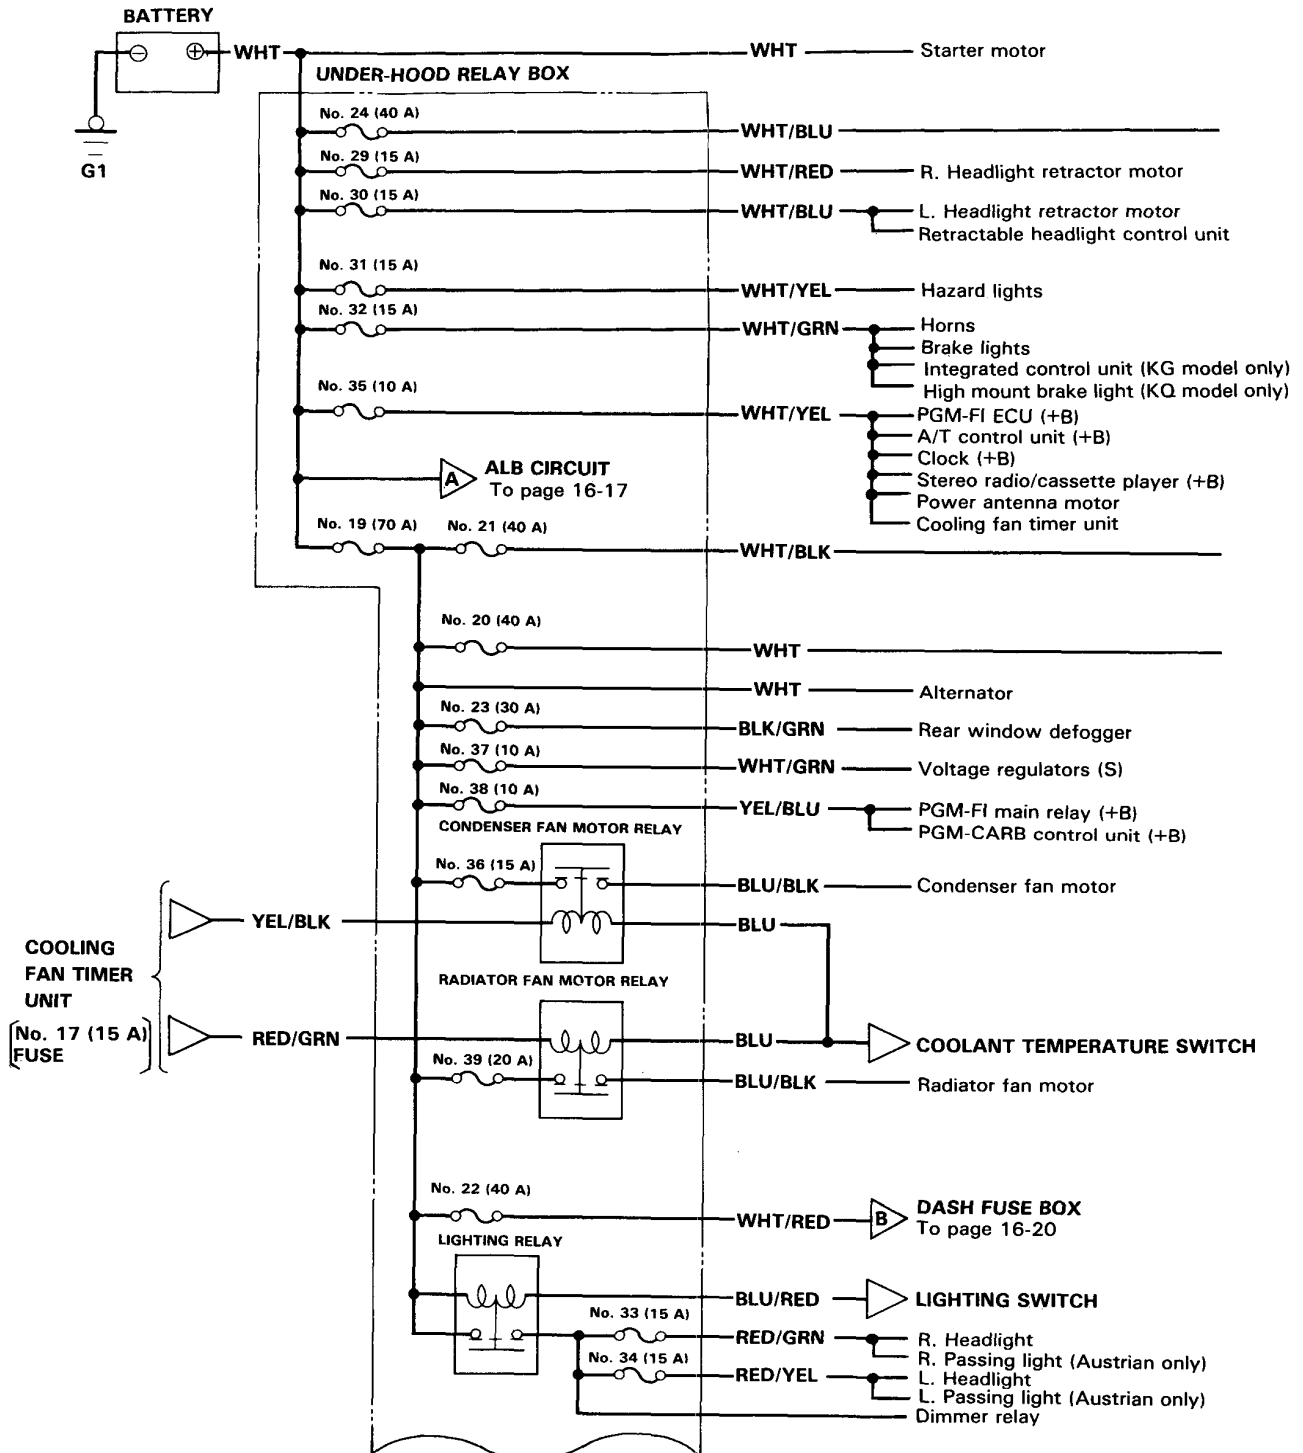 BATTERY
WHT
WHT
Starter motor
UNDER-HOOD RELAY BOX
G1
No. 24 (40 A)
WHT/BLU
No. 29 (15 A)
WHT/RED
R. Headlight retractor motor
No. 30 (15 A)
WHT/BLU
L. Headlight retractor motor
Retractable headlight control unit
No. 31 (15 A)
WHT/YEL
Hazard lights
No. 32 (15 A)
WHT/GRN
Horns
Brake lights
Integrated control unit (KG model only)
High mount brake light (KQ model only)
No. 35 (10 A)
WHT/YEL
PGM-FI ECU (+B)
A/T control unit (+B)
Clock (+B)
Stereo radio/cassette player (+B)
Power antenna motor
Cooling fan timer unit
A
ALB CIRCUIT
To page 16-17
No. 19 (70 A)
No. 21 (40 A)
WHT/BLK
No. 20 (40 A)
WHT
WHT
Alternator
No. 23 (30 A)
BLK/GRN
Rear window defogger
No. 37 (10 A)
WHT/GRN
Voltage regulators (S)
No. 38 (10 A)
YEL/BLU
PGM-FI main relay (+B)
PGM-CARB control unit (+B)
CONDENSER FAN MOTOR RELAY
No. 36 (15 A)
BLU/BLK
Condenser fan motor
YEL/BLK
BLU
COOLING
FAN TIMER
UNIT
No. 17 (15 A)
FUSE
RADIATOR FAN MOTOR RELAY
RED/GRN
BLU
COOLANT TEMPERATURE SWITCH
No. 39 (20 A)
BLU/BLK
Radiator fan motor
No. 22 (40 A)
WHT/RED
B
DASH FUSE BOX
To page 16-20
LIGHTING RELAY
BLU/RED
LIGHTING SWITCH
No. 33 (15 A)
RED/GRN
R. Headlight
R. Passing light (Austrian only)
No. 34 (15 A)
RED/YEL
L. Headlight
L. Passing light (Austrian only)
Dimmer relay